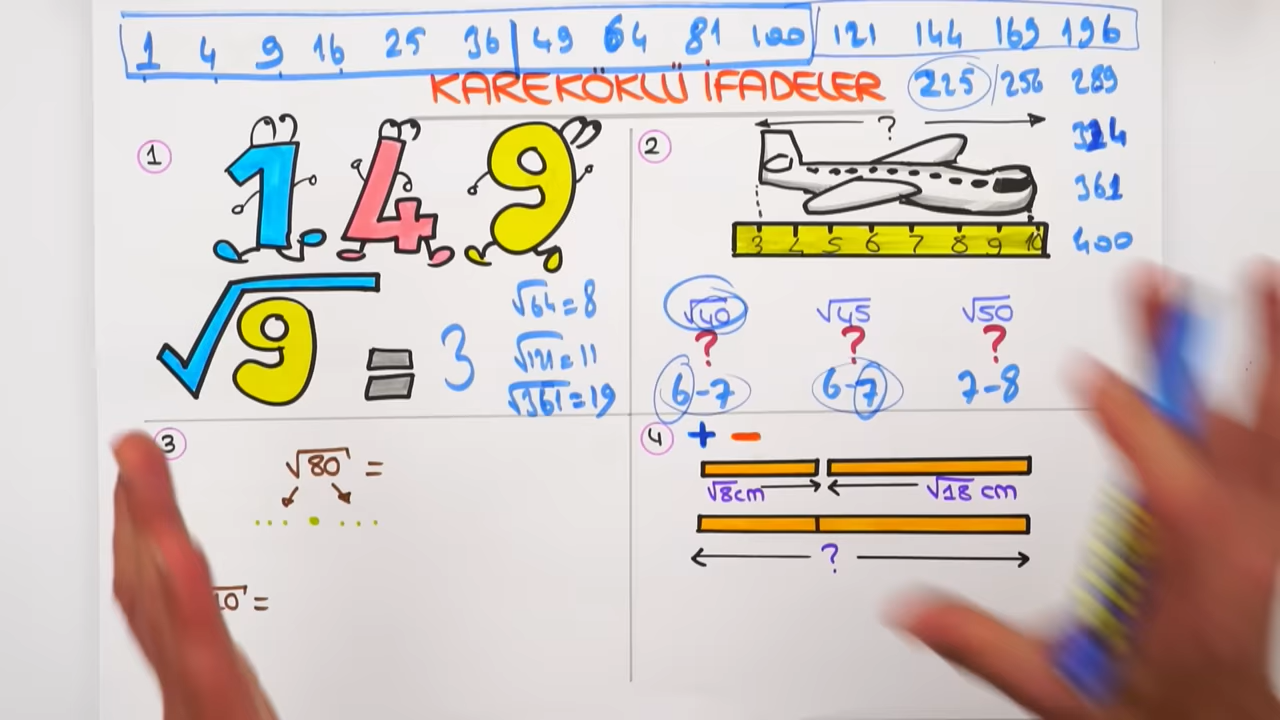 1 4 9 16 25 36 49 64 81 100 121 144 169 196
KAREKÖKLÜ İFADELER 225 / 256 289
324
361
400
1
1 4 9
√9 = 3
√64 = 8
√121 = 11
√361 = 19
2
?
3 4 5 6 7 8 9 10
√40 √45 √50
? ? ?
6-7 6-7 7-8
3
√80 =
... . ...
4
+ -
√8cm √18 cm
?